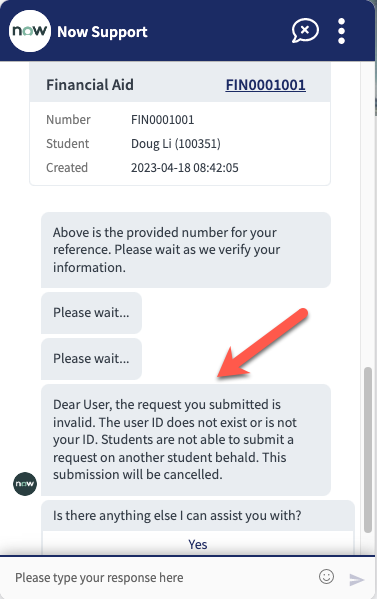 now Now Support
Financial Aid FIN0001001
Number FIN0001001
Student Doug Li (100351)
Created 2023-04-18 08:42:05
Above is the provided number for your
reference. Please wait as we verify your
information.
Please wait...
Please wait...
Dear User, the request you submitted is
invalid. The user ID does not exist or is not
your ID. Students are not able to submit a
request on another student behald. This
submission will be cancelled.
now
Is there anything else I can assist you with?
Yes
Please type your response here